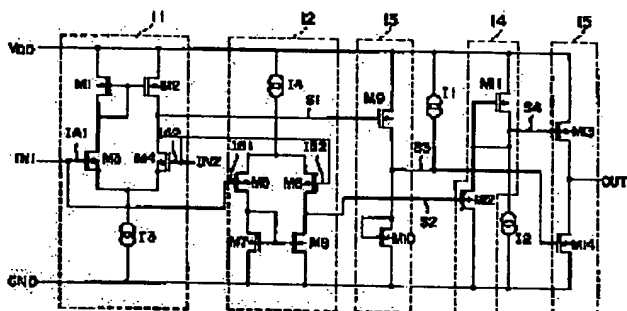 11 12 13 14 15
VDD
M1 M2 I4 M9 I1 M11
S1 S4 M13
IN1 IA1 M3 M4 IA2 IN2 IB1 M5 M6 IB2 S3 OUT
M12
I3 M7 M8 M10 S2 I2 M14
GND